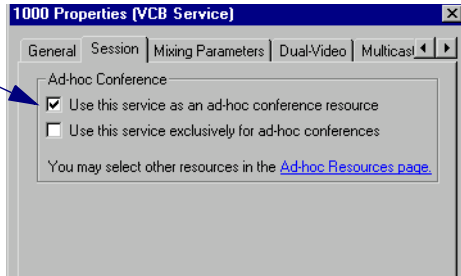 1000 Properties (VCB Service)
General Session Mixing Parameters Dual-Video Multicast
Ad-hoc Conference
Use this service as an ad-hoc conference resource
Use this service exclusively for ad-hoc conferences
You may select other resources in the Ad-hoc Resources page.